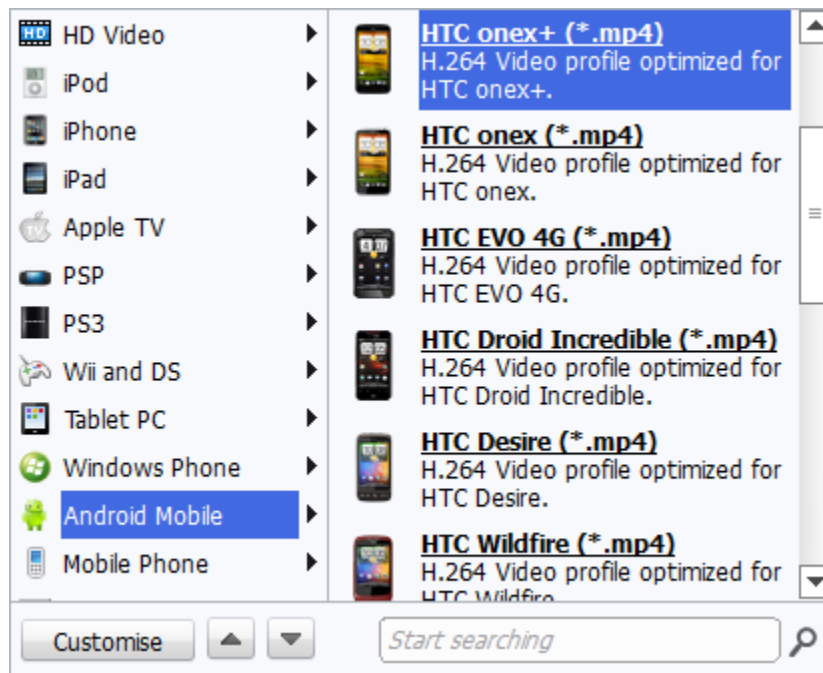 HD Video
iPod
iPhone
iPad
Apple TV
PSP
PS3
Wii and DS
Tablet PC
Windows Phone
Android Mobile
Mobile Phone
HTC onex+ (*.mp4)
H.264 Video profile optimized for
HTC onex+.
HTC onex (*.mp4)
H.264 Video profile optimized for
HTC onex.
HTC EVO 4G (*.mp4)
H.264 Video profile optimized for
HTC EVO 4G.
HTC Droid Incredible (*.mp4)
H.264 Video profile optimized for
HTC Droid Incredible.
HTC Desire (*.mp4)
H.264 Video profile optimized for
HTC Desire.
HTC Wildfire (*.mp4)
H.264 Video profile optimized for
HTC Wildfire
Customise
Start searching